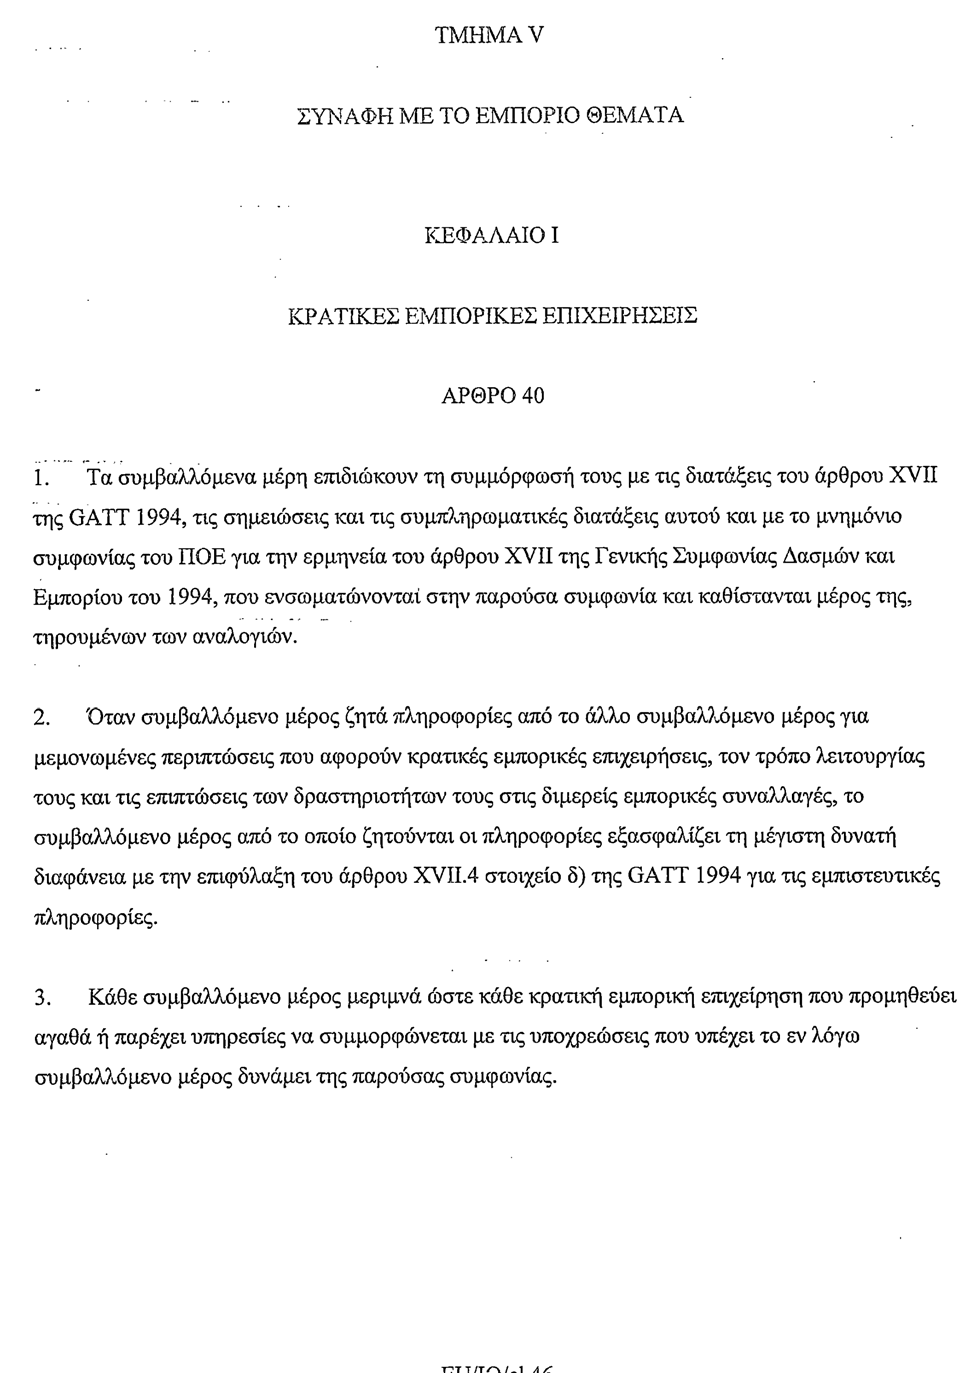 ΤΜΗΜΑ V
ΣΥΝΑΦΗ ΜΕ ΤΟ ΕΜΠΟΡΙΟ ΘΕΜΑΤΑ
ΚΕΦΑΛΑΙΟ Ι
ΚΡΑΤΙΚΕΣ ΕΜΠΟΡΙΚΕΣ ΕΠΙΧΕΙΡΗΣΕΙΣ
ΑΡΘΡΟ 40
1. Τα συμβαλλόμενα μέρη επιδιώκουν τη συμμόρφωσή τους με τις διατάξεις του άρθρου XVII
της GATT 1994, τις σημειώσεις και τις συμπληρωματικές διατάξεις αυτού και με το μνημόνιο
συμφωνίας του ΠΟΕ για την ερμηνεία του άρθρου XVII της Γενικής Συμφωνίας Δασμών και
Εμπορίου του 1994, που ενσωματώνονται στην παρούσα συμφωνία και καθίστανται μέρος της,
τηρουμένων των αναλογιών.
2. Όταν συμβαλλόμενο μέρος ζητά πληροφορίες από το άλλο συμβαλλόμενο μέρος για
μεμονωμένες περιπτώσεις που αφορούν κρατικές εμπορικές επιχειρήσεις, τον τρόπο λειτουργίας
τους και τις επιπτώσεις των δραστηριοτήτων τους στις διμερείς εμπορικές συναλλαγές, το
συμβαλλόμενο μέρος από το οποίο ζητούνται οι πληροφορίες εξασφαλίζει τη μέγιστη δυνατή
διαφάνεια με την επιφύλαξη του άρθρου XVII.4 στοιχείο δ) της GATT 1994 για τις εμπιστευτικές
πληροφορίες.
3. Κάθε συμβαλλόμενο μέρος μεριμνά ώστε κάθε κρατική εμπορική επιχείρηση που προμηθεύει
αγαθά ή παρέχει υπηρεσίες να συμμορφώνεται με τις υποχρεώσεις που υπέχει το εν λόγω
συμβαλλόμενο μέρος δυνάμει της παρούσας συμφωνίας.